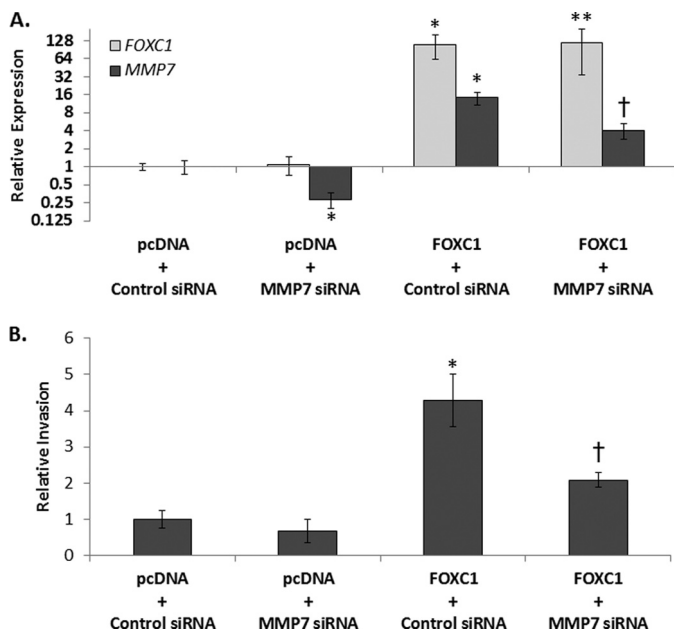 A.
Relative Expression
128
64
32
16
8
4
2
1
0.5
0.25
0.125
FOXC1
MMP7
*
*
*
**
†
pcDNA
+
Control siRNA
pcDNA
+
MMP7 siRNA
FOXC1
+
Control siRNA
FOXC1
+
MMP7 siRNA
B.
Relative Invasion
6
5
4
3
2
1
0
*
†
pcDNA
+
Control siRNA
pcDNA
+
MMP7 siRNA
FOXC1
+
Control siRNA
FOXC1
+
MMP7 siRNA